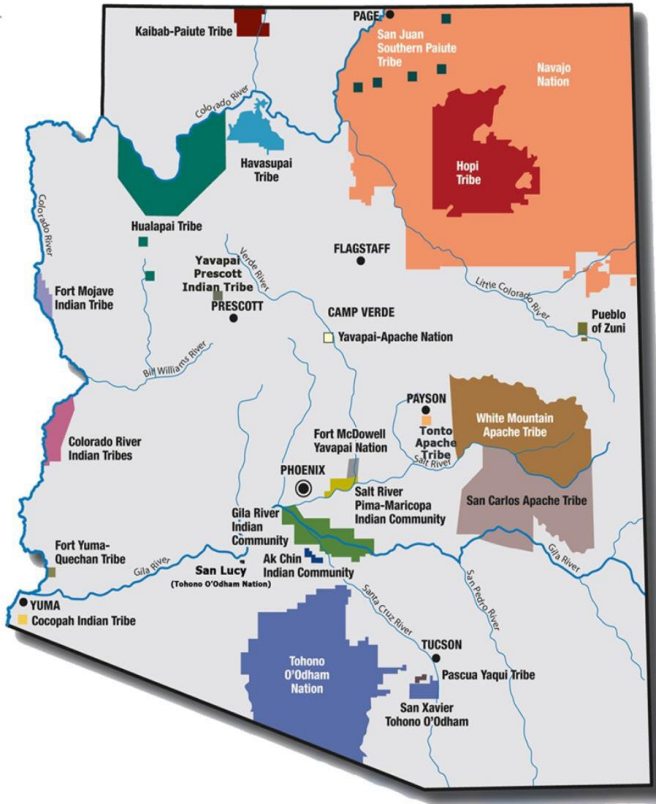 Kaibab-Paiute Tribe
PAGE
San Juan
Southern Paiute
Tribe
Navajo
Nation
Colorado River
Havasupai
Tribe
Hopi
Tribe
Colorado River
Hualapai Tribe
Verde River
FLAGSTAFF
Yavapai
Prescott
Indian Tribe
PRESCOTT
Fort Mojave
Indian Tribe
Little Colorado River
CAMP VERDE
Yavapai-Apache Nation
Pueblo
of Zuni
Bill Williams River
PAYSON
Tonto
Apache
Tribe
White Mountain
Apache Tribe
Colorado River
Indian Tribes
Fort McDowell
Yavapai Nation
Salt River
PHOENIX
Salt River
Pima-Maricopa
Indian Community
San Carlos Apache Tribe
Gila River
Indian
Community
Fort Yuma-
Quechan Tribe
Gila River
San Lucy
(Tohono O'Odham Nation)
Ak Chin
Indian Community
Gila River
YUMA
Cocopah Indian Tribe
Santa Cruz River
San Pedro River
TUCSON
Tohono
O'Odham
Nation
Pascua Yaqui Tribe
San Xavier
Tohono O'Odham